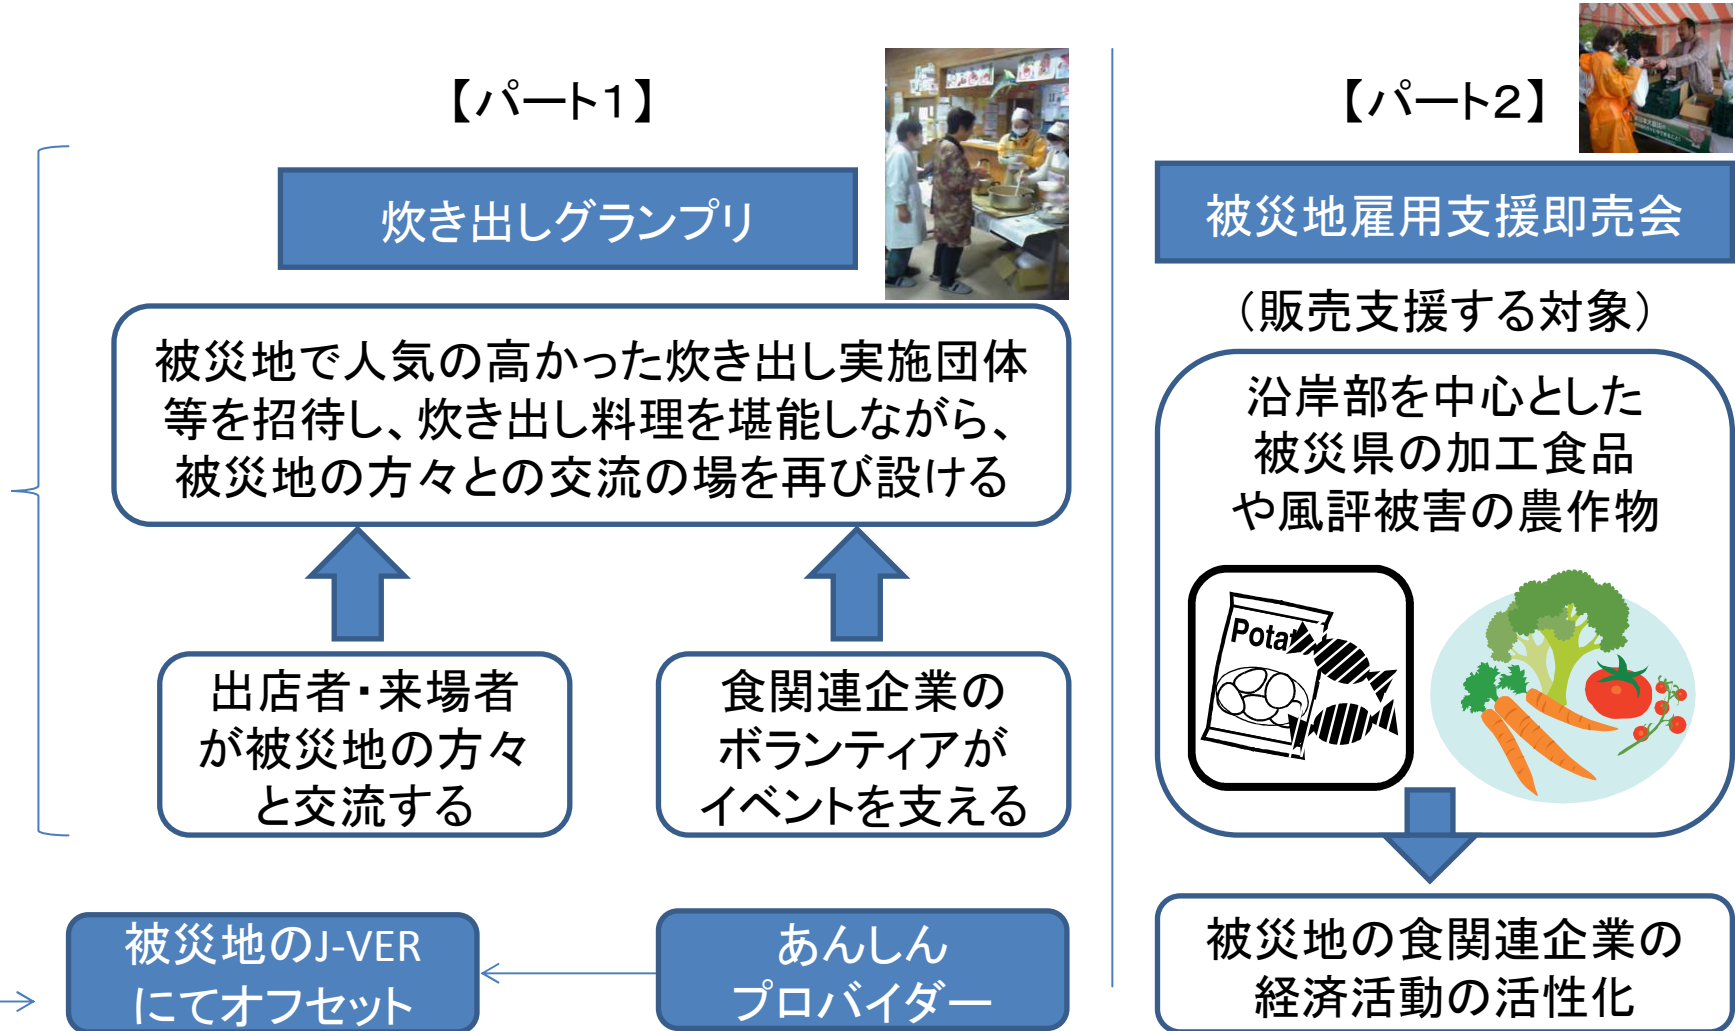 【パート1】
炊き出しグランプリ
被災地で人気の高かった炊き出し実施団体
等を招待し、炊き出し料理を堪能しながら、
被災地の方々との交流の場を再び設ける
出店者・来場者
が被災地の方々
と交流する
食関連企業の
ボランティアが
イベントを支える
被災地のJ-VER
にてオフセット
あんしん
プロバイダー
【パート2】
被災地雇用支援即売会
（販売支援する対象）
沿岸部を中心とした
被災県の加工食品
や風評被害の農作物
Potat
被災地の食関連企業の
経済活動の活性化